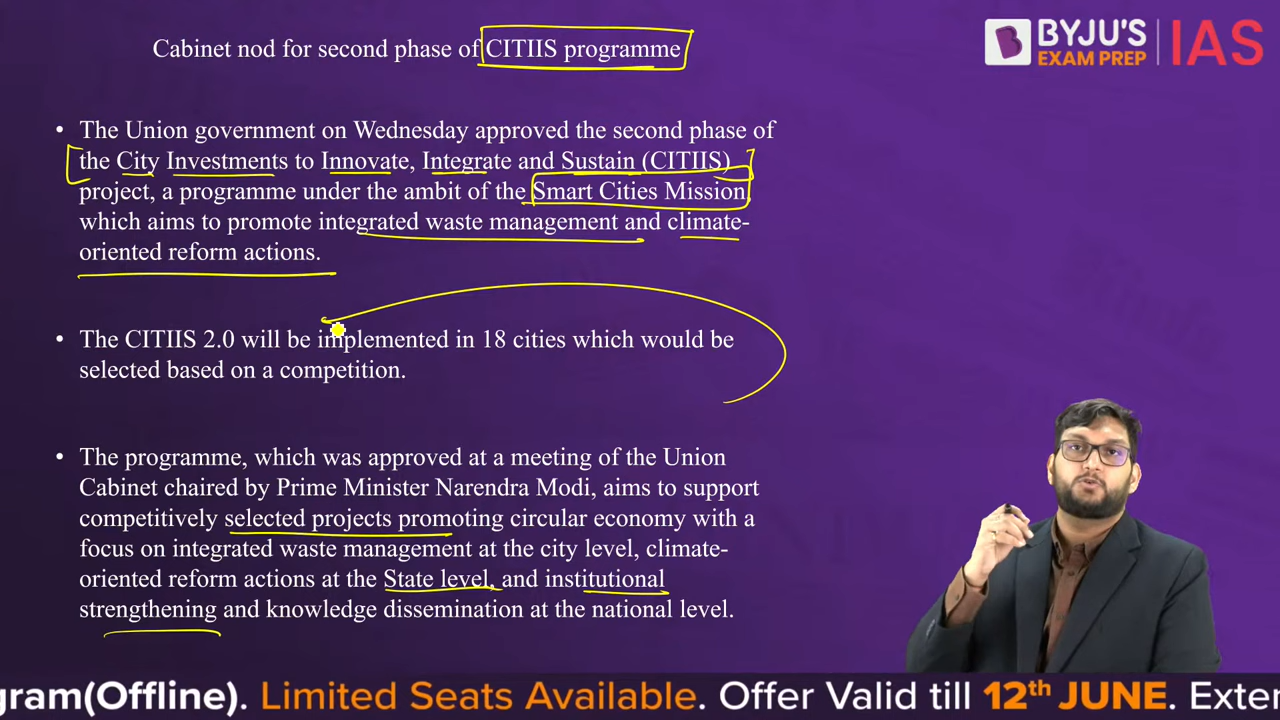 Cabinet nod for second phase of CITIIS programme
BYJU'S
EXAM PREP
IAS
• The Union government on Wednesday approved the second phase of
the City Investments to Innovate, Integrate and Sustain (CITIIS)
project, a programme under the ambit of the Smart Cities Mission,
which aims to promote integrated waste management and climate-
oriented reform actions.
• The CITIIS 2.0 will be implemented in 18 cities which would be
selected based on a competition.
• The programme, which was approved at a meeting of the Union
Cabinet chaired by Prime Minister Narendra Modi, aims to support
competitively selected projects promoting circular economy with a
focus on integrated waste management at the city level, climate-
oriented reform actions at the State level, and institutional
strengthening and knowledge dissemination at the national level.
gram(Offline). Limited Seats Available. Offer Valid till 12th JUNE. Exter